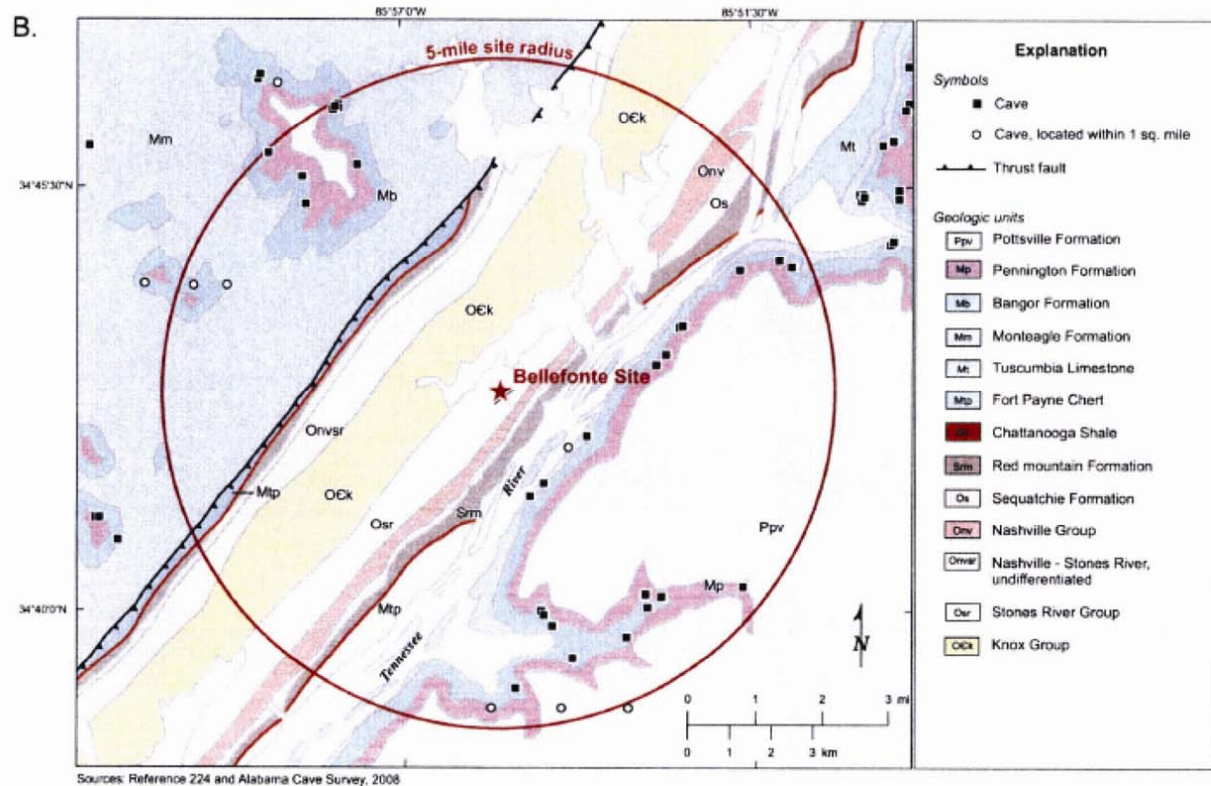 B.
85°57'0"W
85°51'30"W
5-mile site radius
OЄk
Mm
Mt
Onv
34°45'30"N
Mb
Os
OЄk
Bellefonte Site
Onvsr
Mtp
OЄk
River
Srm
Osr
Ppv
34°40'0"N
Mtp
Mp
Tennessee
N
0 1 2 3 mi
0 1 2 3 km
Explanation
Symbols
Cave
Cave, located within 1 sq. mile
Thrust fault
Geologic units
Ppv Pottsville Formation
Mp Pennington Formation
Mb Bangor Formation
Mm Monteagle Formation
Mt Tuscumbia Limestone
Mtp Fort Payne Chert
Chattanooga Shale
Srm Red mountain Formation
Os Sequatchie Formation
Onv Nashville Group
Onvsr Nashville - Stones River,
undifferentiated
Osr Stones River Group
OЄk Knox Group
Sources: Reference 224 and Alabama Cave Survey, 2008